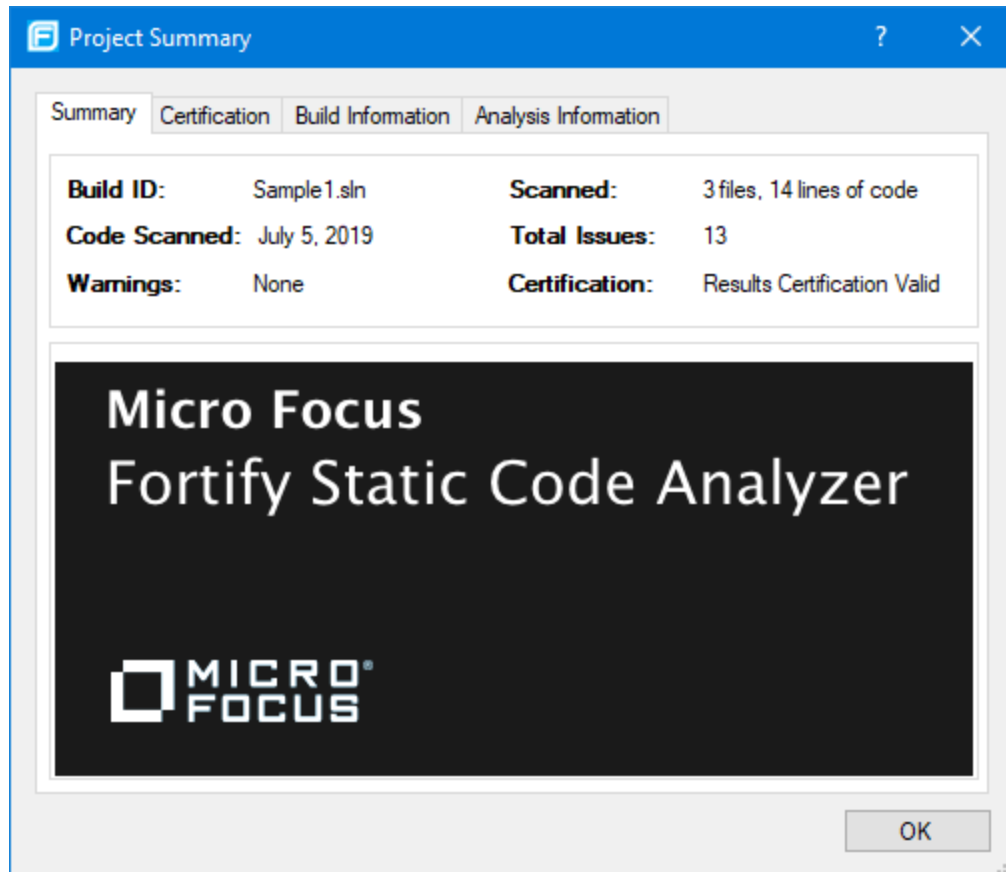 Project Summary
Summary Certification Build Information Analysis Information
Build ID: Sample1.sln Scanned: 3 files, 14 lines of code
Code Scanned: July 5, 2019 Total Issues: 13
Warnings: None Certification: Results Certification Valid
Micro Focus
Fortify Static Code Analyzer
MICRO®
FOCUS
OK